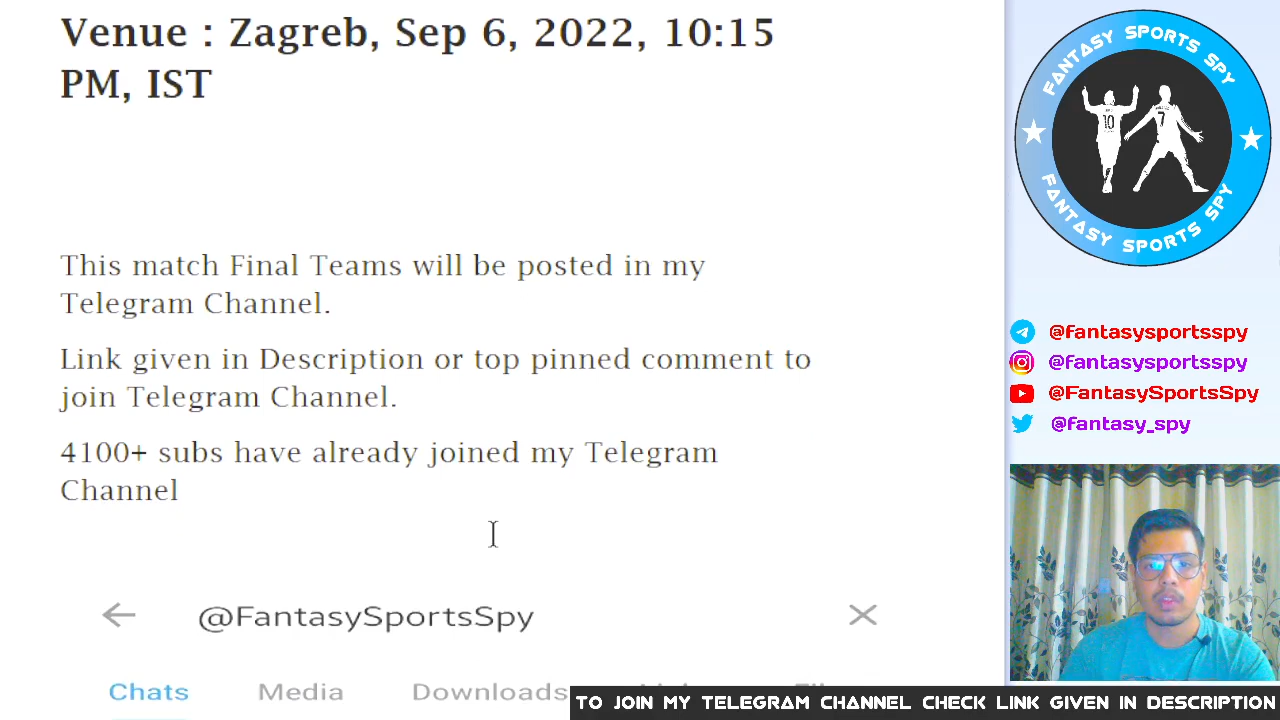 Venue : Zagreb, Sep 6, 2022, 10:15
PM, IST
This match Final Teams will be posted in my
Telegram Channel.
Link given in Description or top pinned comment to
join Telegram Channel.
4100+ subs have already joined my Telegram
Channel
@FantasySportsSpy
Chats Media Downloads
FANTASY SPORTS SPY
10 7
FANTASY SPORTS SPY
@fantasysportsspy
@fantasysportsspy
@FantasySportsSpy
@fantasy_spy
TO JOIN MY TELEGRAM CHANNEL CHECK LINK GIVEN IN DESCRIPTION